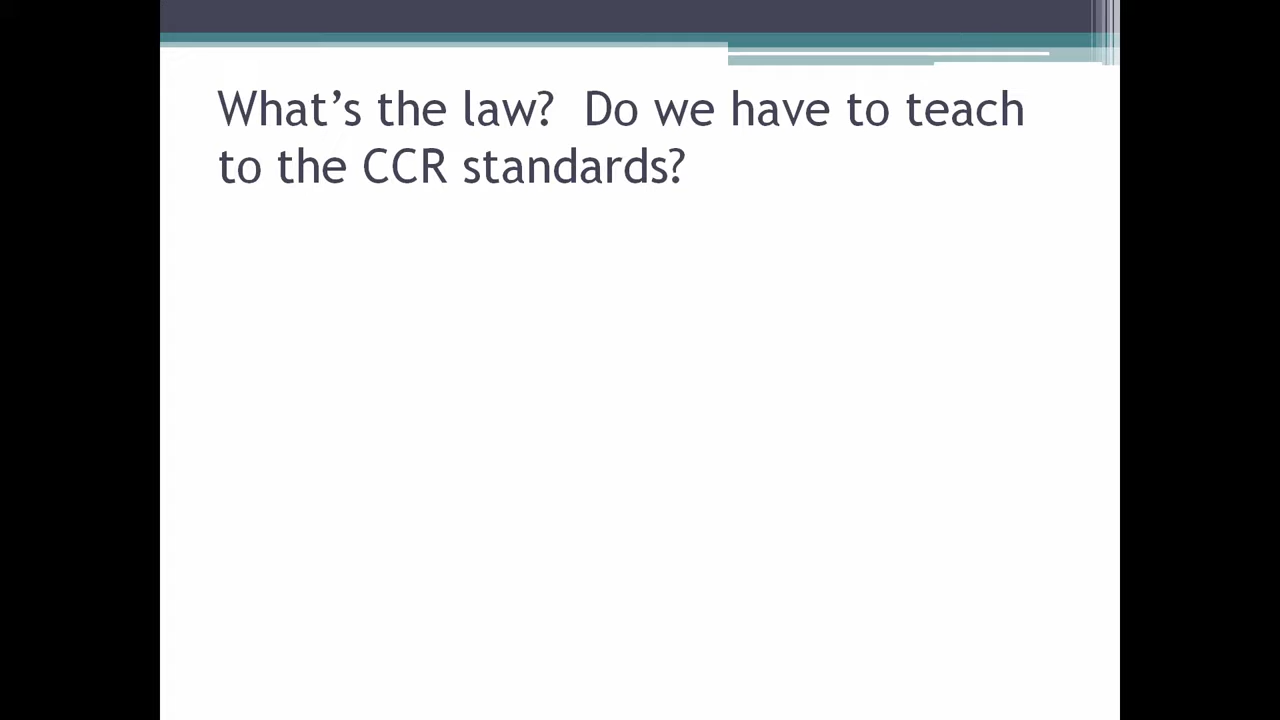 What’s the law?  Do we have to teach
to the CCR standards?